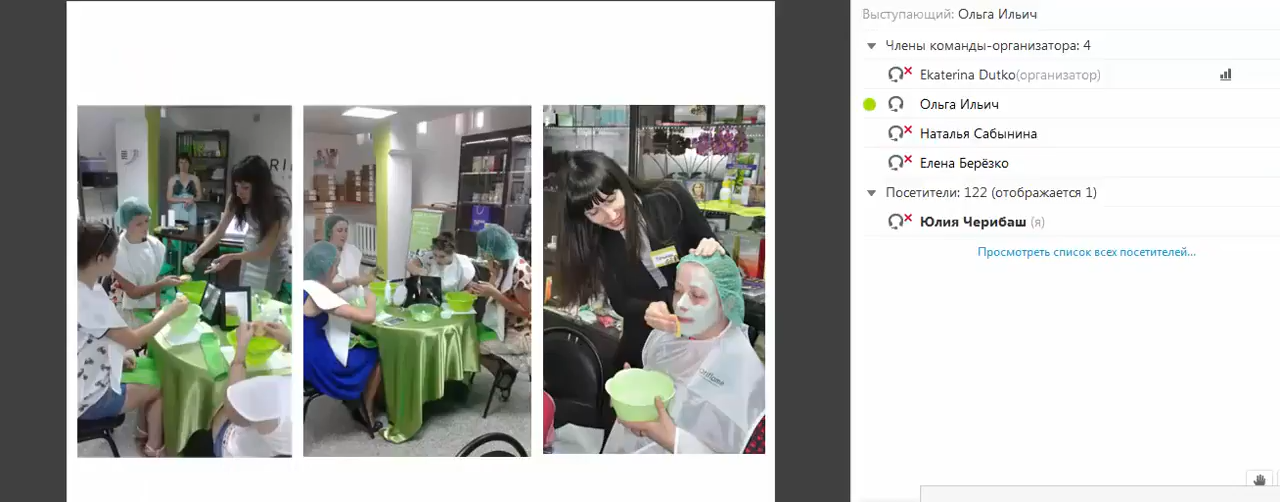 Выступающий: Ольга Ильич
Члены команды-организатора: 4
Ekaterina Dutko(организатор)
Ольга Ильич
Наталья Сабынина
Елена Берёзко
Посетители: 122 (отображается 1)
Юлия Черибаш (я)
Просмотреть список всех посетителей...
oriflame